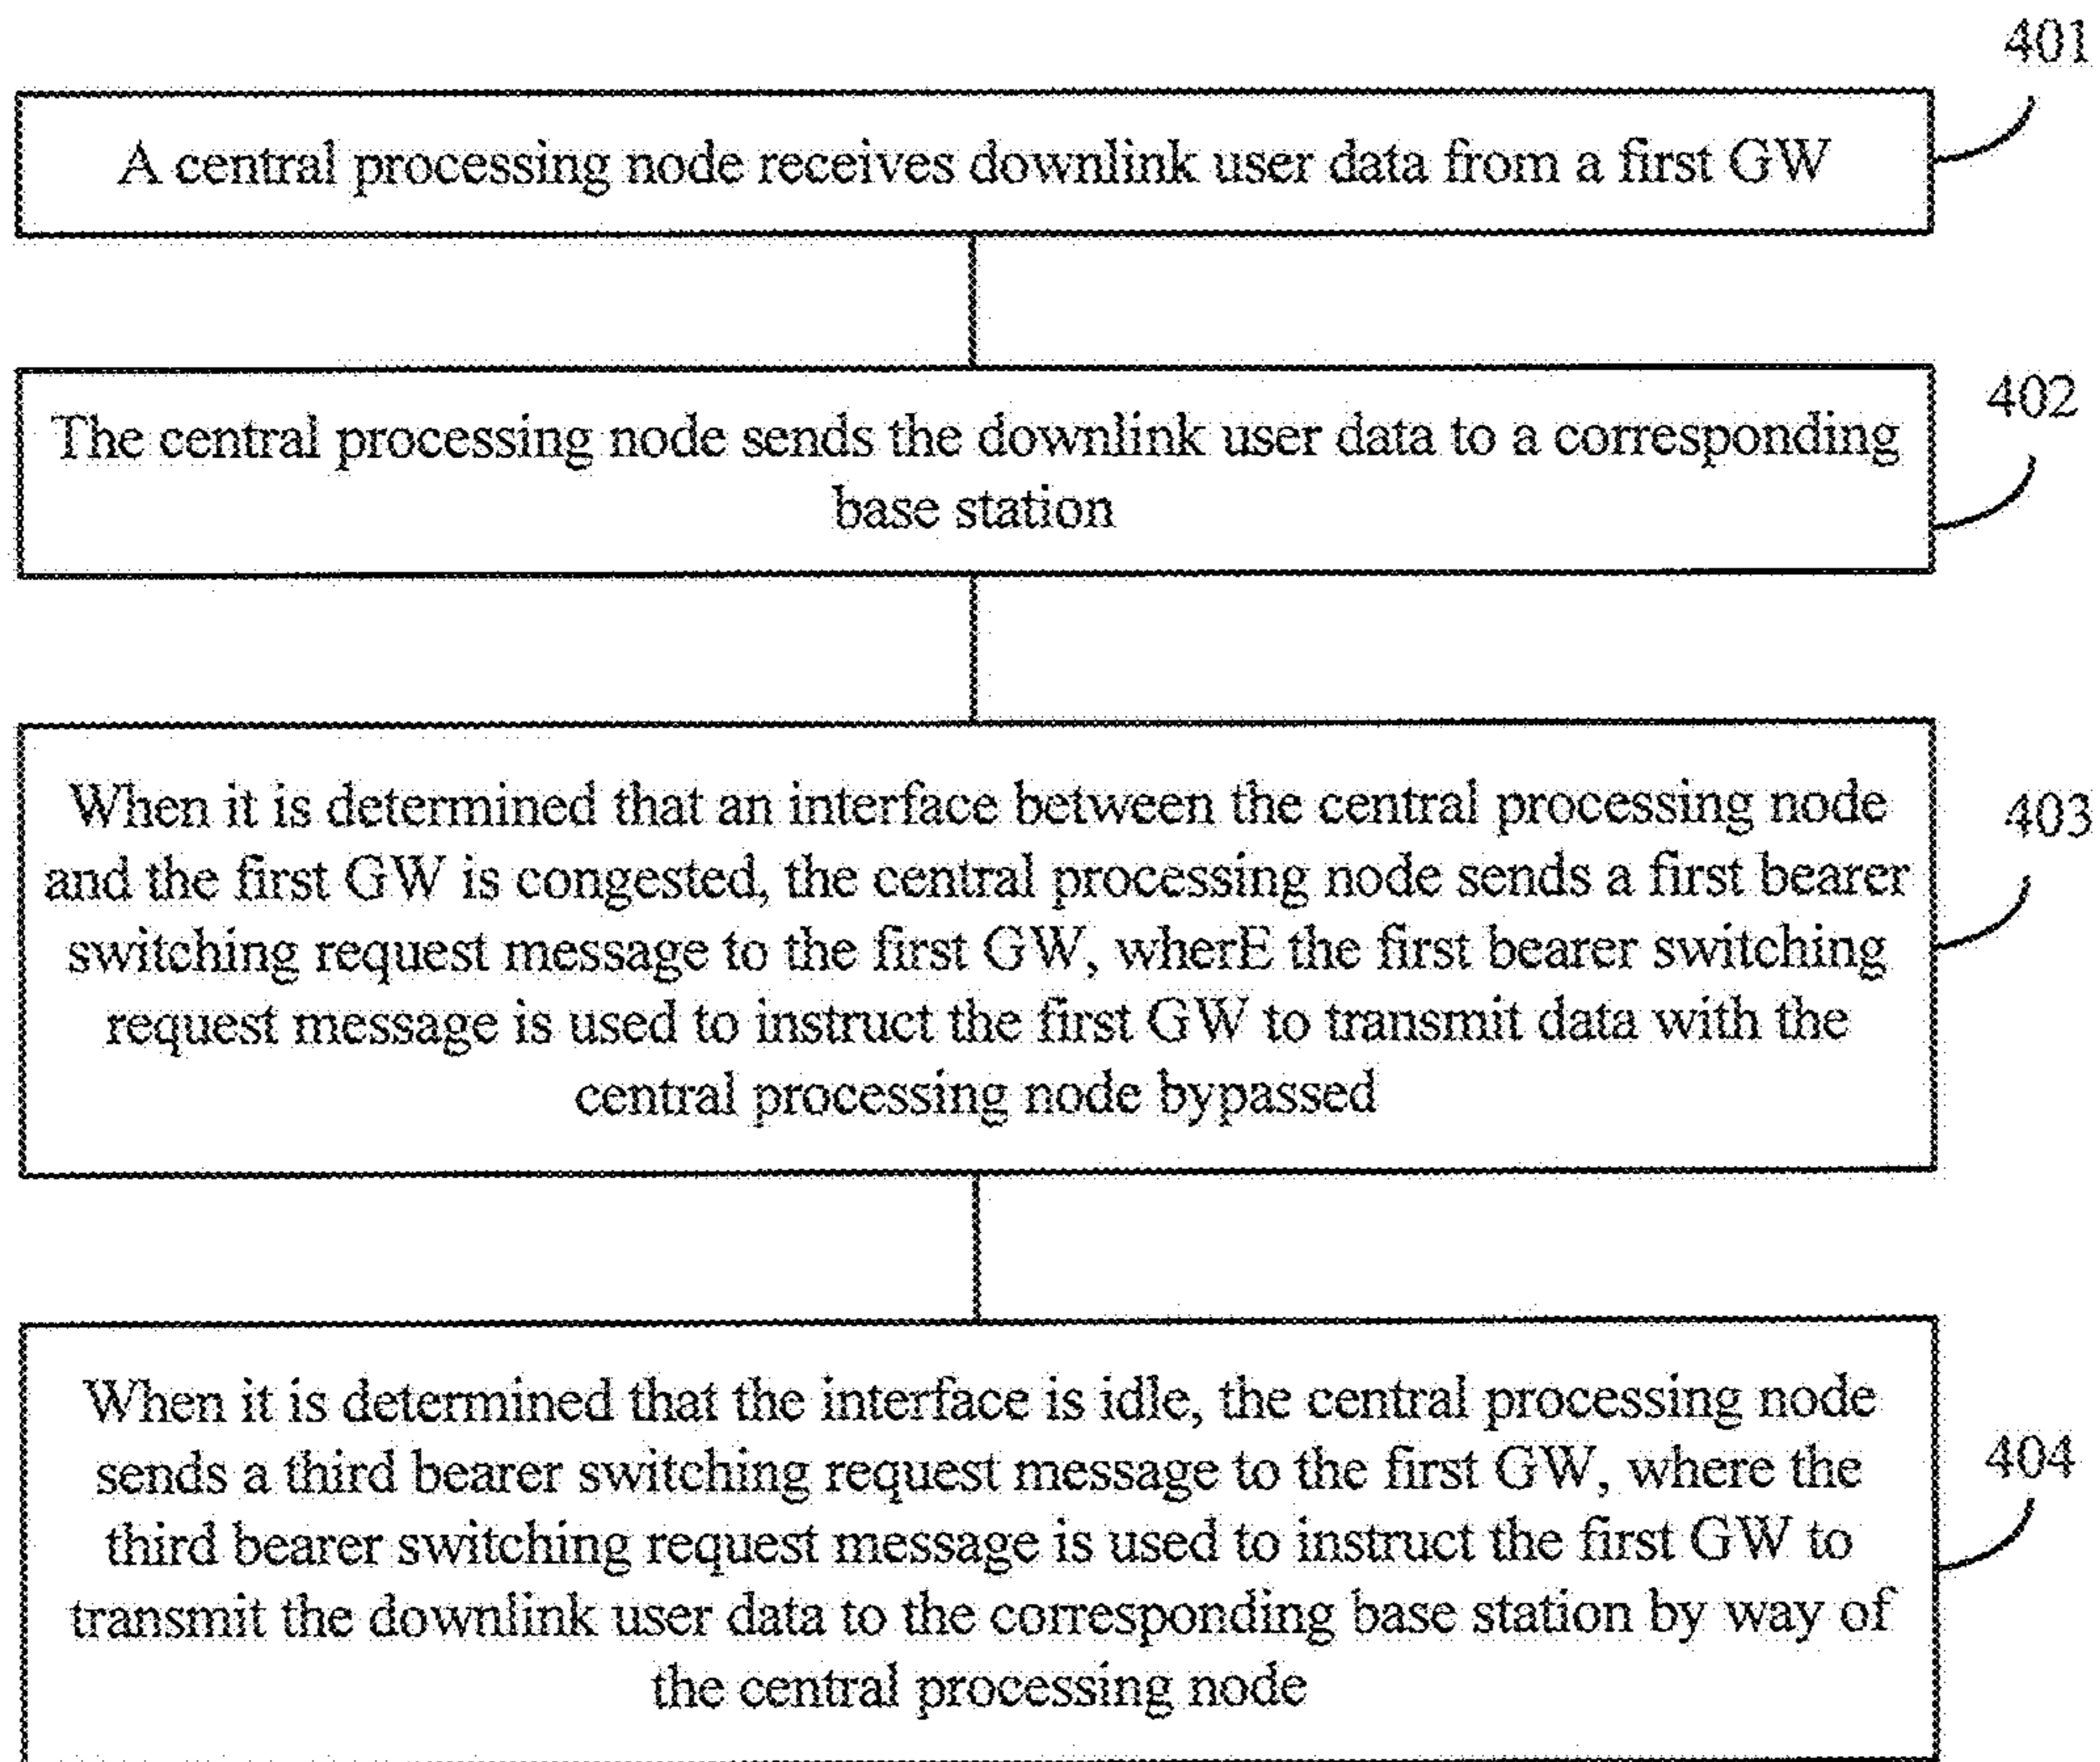 401
A central processing node receives downlink user data from a first GW
402
The central processing node sends the downlink user data to a corresponding
base station
When it is determined that an interface between the central processing node
403
and the first GW is congested, the central processing node sends a first bearer
switching request message to the first GW, wherE the first bearer switching
request message is used to instruct the first GW to transmit data with the
central processing node bypassed
When it is determined that the interface is idle, the central processing node
404
sends a third bearer switching request message to the first GW, where the
third bearer switching request message is used to instruct the first GW to
transmit the downlink user data to the corresponding base station by way of
the central processing node